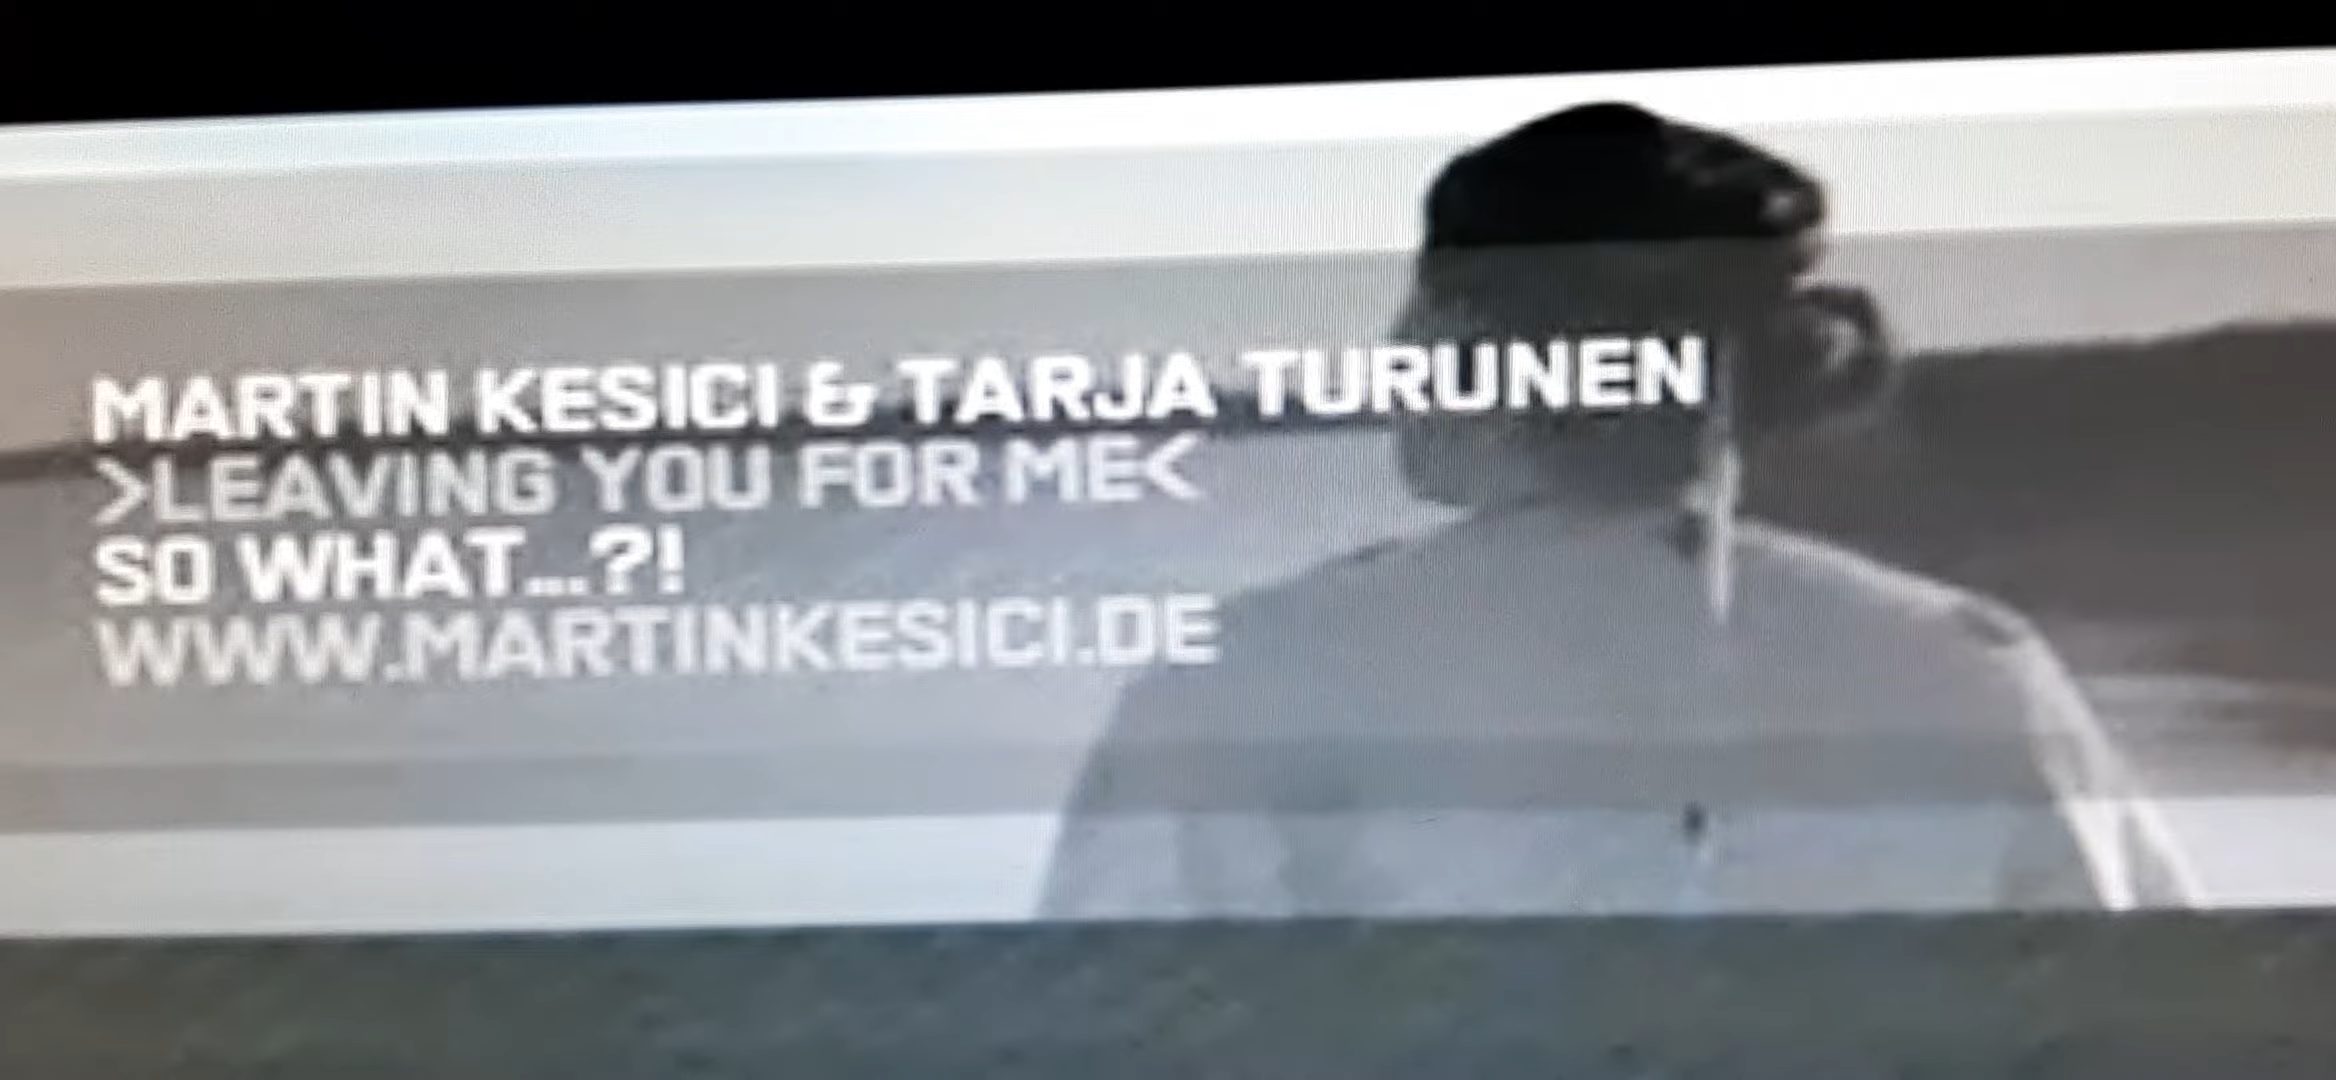 MARTIN KESICI & TARJA TURUNEN
>LEAVING YOU FOR ME<
SO WHAT...?!
WWW.MARTINKESICI.DE